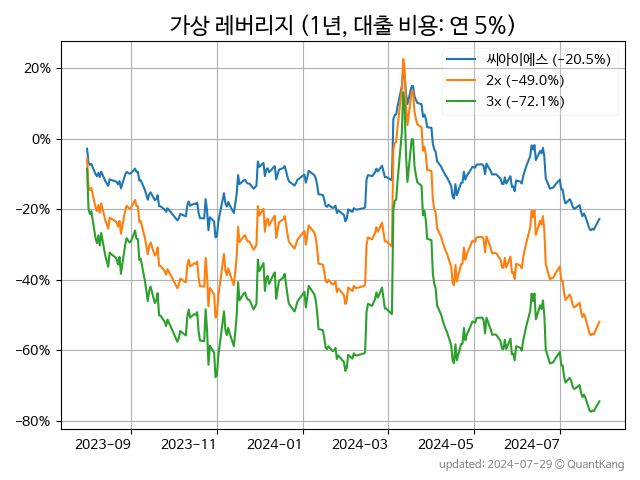 가상 레버리지 (1년, 대출 비용: 연 5%)
씨아이에스 (−20.5%)
2x (−49.0%)
3x (−72.1%)
20%
0%
−20%
−40%
−60%
−80%
2023-09 2023-11 2024-01 2024-03 2024-05 2024-07
updated: 2024-07-29 © QuantKang